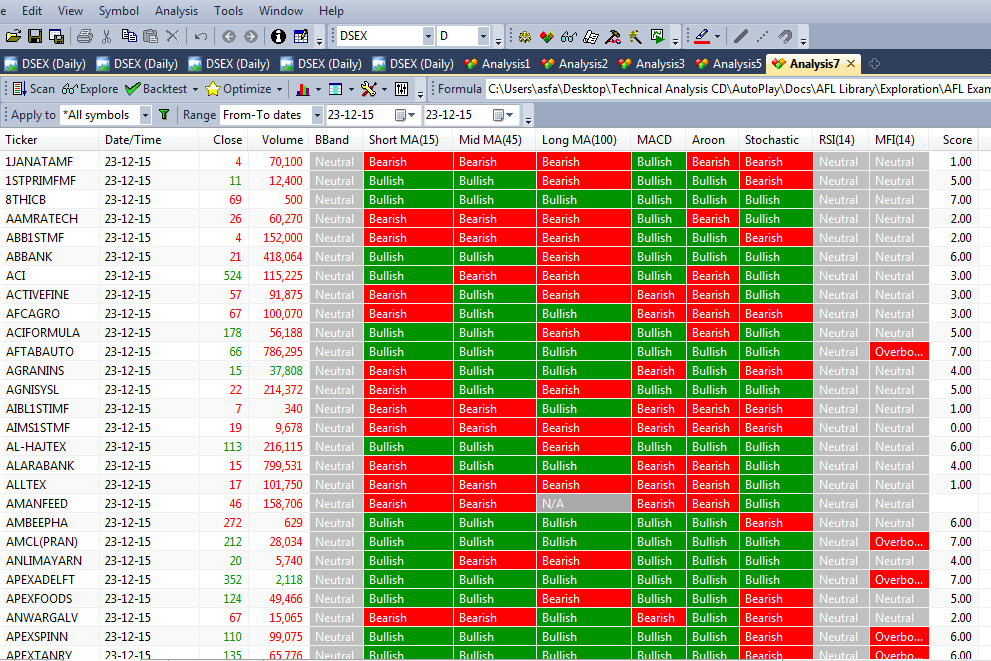 e Edit View Symbol Analysis Tools Window Help
DSEX D
DSEX (Daily) DSEX (Daily) DSEX (Daily) DSEX (Daily) DSEX (Daily) Analysis1 Analysis2 Analysis3 Analysis5 Analysis7
Scan Explore Backtest Optimize Formula C:\Users\asfa\Desktop\Technical Analysis CD\AutoPlay\Docs\AFL Library\Exploration\AFL Exam
Apply to *All symbols Range From-To dates 23-12-15 23-12-15
Ticker Date/Time Close Volume BBand Short MA(15) Mid MA(45) Long MA(100) MACD Aroon Stochastic RSI(14) MFI(14) Score
1JANATAMF 23-12-15 4 70,100 Neutral Bearish Bearish Bearish Bullish Bearish Bearish Neutral Neutral 1.00
1STPRIMFMF 23-12-15 11 12,400 Neutral Bullish Bullish Bearish Bullish Bullish Bearish Neutral Neutral 5.00
8THICB 23-12-15 69 500 Neutral Bullish Bullish Bullish Bullish Bullish Bullish Neutral Neutral 7.00
AAMRATECH 23-12-15 26 60,270 Neutral Bearish Bearish Bearish Bullish Bearish Bullish Neutral Neutral 2.00
ABB1STMF 23-12-15 4 152,000 Neutral Bearish Bearish Bearish Bullish Bullish Bearish Neutral Neutral 2.00
ABBANK 23-12-15 21 418,064 Neutral Bullish Bullish Bearish Bullish Bullish Bullish Neutral Neutral 6.00
ACI 23-12-15 524 115,225 Neutral Bullish Bearish Bearish Bullish Bearish Bullish Neutral Neutral 3.00
ACTIVEFINE 23-12-15 57 91,875 Neutral Bearish Bullish Bearish Bearish Bearish Bullish Neutral Neutral 3.00
AFCAGRO 23-12-15 67 100,070 Neutral Bearish Bullish Bullish Bearish Bearish Bearish Neutral Neutral 3.00
ACIFORMULA 23-12-15 178 56,188 Neutral Bullish Bullish Bearish Bullish Bearish Bullish Neutral Neutral 5.00
AFTABAUTO 23-12-15 66 786,295 Neutral Bullish Bullish Bullish Bullish Bullish Bullish Neutral Overbo... 7.00
AGRANINS 23-12-15 15 37,808 Neutral Bearish Bullish Bullish Bearish Bullish Bearish Neutral Neutral 4.00
AGNISYSL 23-12-15 22 214,372 Neutral Bearish Bullish Bearish Bullish Bullish Bullish Neutral Neutral 5.00
AIBL1STIMF 23-12-15 7 340 Neutral Bearish Bearish Bullish Bearish Bearish Bearish Neutral Neutral 1.00
AIMS1STMF 23-12-15 19 9,678 Neutral Bearish Bearish Bearish Bearish Bearish Bearish Neutral Neutral 0.00
AL-HAJTEX 23-12-15 113 216,115 Neutral Bullish Bullish Bearish Bullish Bullish Bullish Neutral Neutral 6.00
ALARABANK 23-12-15 15 799,531 Neutral Bearish Bullish Bullish Bearish Bearish Bullish Neutral Neutral 4.00
ALLTEX 23-12-15 17 101,750 Neutral Bearish Bearish Bearish Bearish Bearish Bullish Neutral Neutral 1.00
AMANFEED 23-12-15 46 158,706 Neutral Bearish Bearish N/A Bearish Bearish Bullish Neutral Neutral
AMBEEPHA 23-12-15 272 629 Neutral Bullish Bullish Bullish Bullish Bullish Bearish Neutral Neutral 6.00
AMCL(PRAN) 23-12-15 212 28,034 Neutral Bullish Bullish Bullish Bullish Bullish Bullish Neutral Overbo... 7.00
ANLIMAYARN 23-12-15 20 5,740 Neutral Bullish Bearish Bearish Bullish Bullish Bullish Neutral Neutral 4.00
APEXADELFT 23-12-15 352 2,118 Neutral Bullish Bullish Bullish Bullish Bullish Bullish Neutral Overbo... 7.00
APEXFOODS 23-12-15 124 49,466 Neutral Bullish Bullish Bearish Bullish Bullish Bearish Neutral Neutral 5.00
ANWARGALV 23-12-15 67 15,065 Neutral Bearish Bearish Bullish Bearish Bullish Bearish Neutral Neutral 2.00
APEXSPINN 23-12-15 110 99,075 Neutral Bullish Bullish Bullish Bullish Bullish Bearish Neutral Overbo... 6.00
APEXTANRY 23-12-15 135 65,776 Neutral Bullish Bullish Bullish Bullish Bullish Bearish Neutral Overbo... 6.00